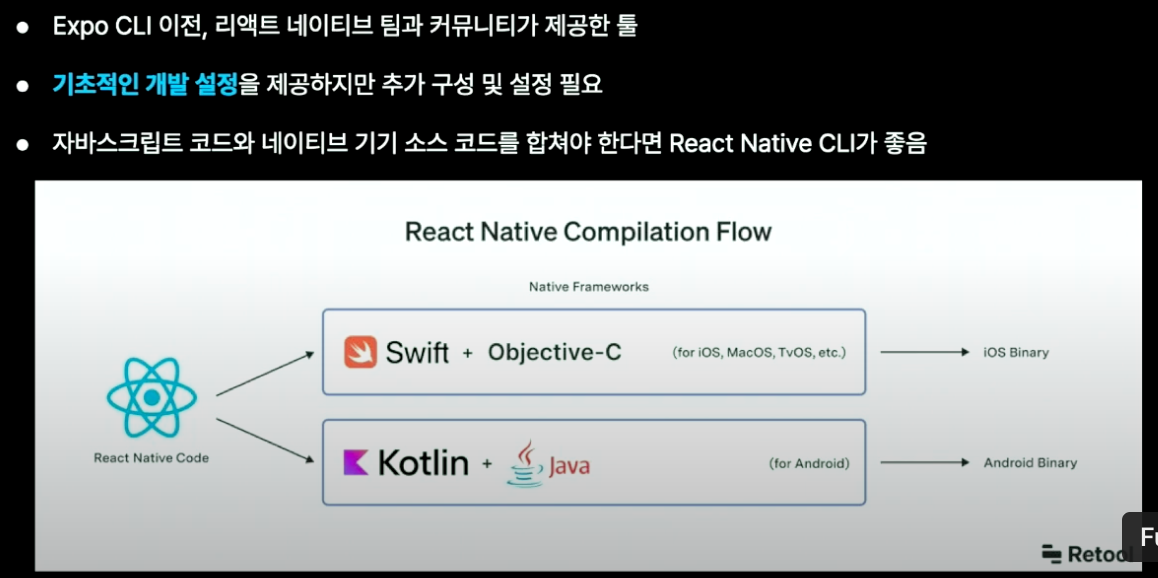 Expo CLI 이전, 리액트 네이티브 팀과 커뮤니티가 제공한 툴
기초적인 개발 설정을 제공하지만 추가 구성 및 설정 필요
자바스크립트 코드와 네이티브 기기 소스 코드를 합쳐야 한다면 React Native CLI가 좋음
React Native Compilation Flow
Native Frameworks
Swift + Objective-C (for iOS, MacOS, TvOS, etc.)
iOS Binary
React Native Code
Kotlin + Java (for Android)
Android Binary
Retool